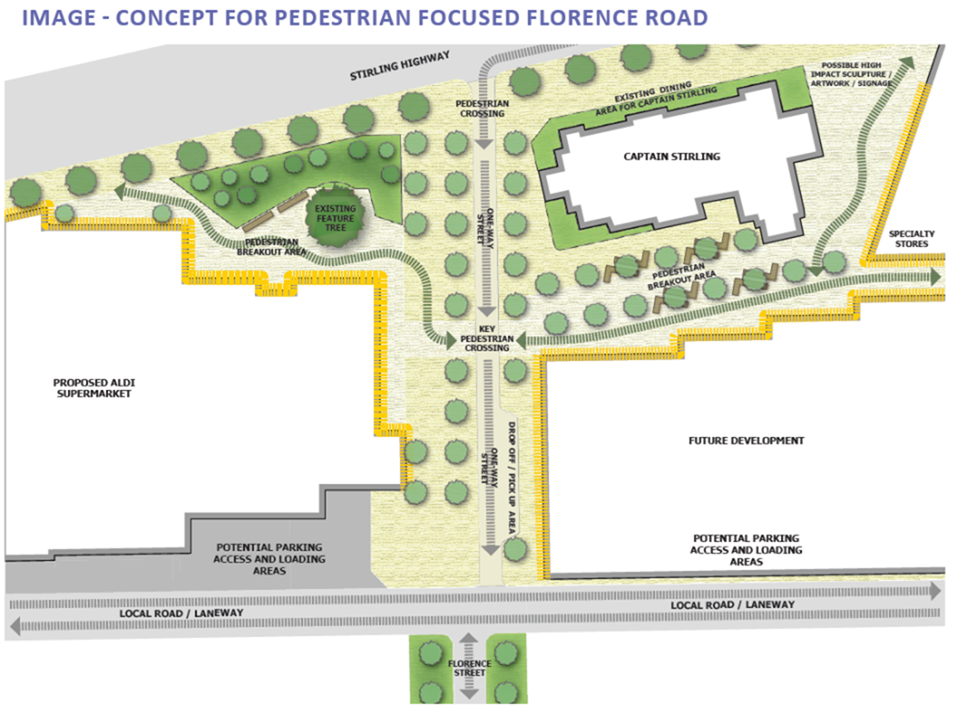 IMAGE - CONCEPT FOR PEDESTRIAN FOCUSED FLORENCE ROAD
STIRLING HIGHWAY
POSSIBLE HIGH
IMPACT SCULPTURE /
ARTWORK / SIGNAGE
PEDESTRIAN
CROSSING
EXISTING DINING
AREA FOR CAPTAIN STIRLING
CAPTAIN STIRLING
EXISTING
FEATURE
TREE
ONE-WAY
STREET
SPECIALTY
STORES
PEDESTRIAN
BREAKOUT AREA
PEDESTRIAN
BREAKOUT AREA
KEY
PEDESTRIAN
CROSSING
PROPOSED ALDI
SUPERMARKET
FUTURE DEVELOPMENT
ONE-WAY
STREET
DROP OFF / PICK UP AREA
POTENTIAL PARKING
ACCESS AND LOADING
AREAS
POTENTIAL PARKING
ACCESS AND LOADING
AREAS
LOCAL ROAD / LANEWAY
LOCAL ROAD / LANEWAY
FLORENCE
STREET